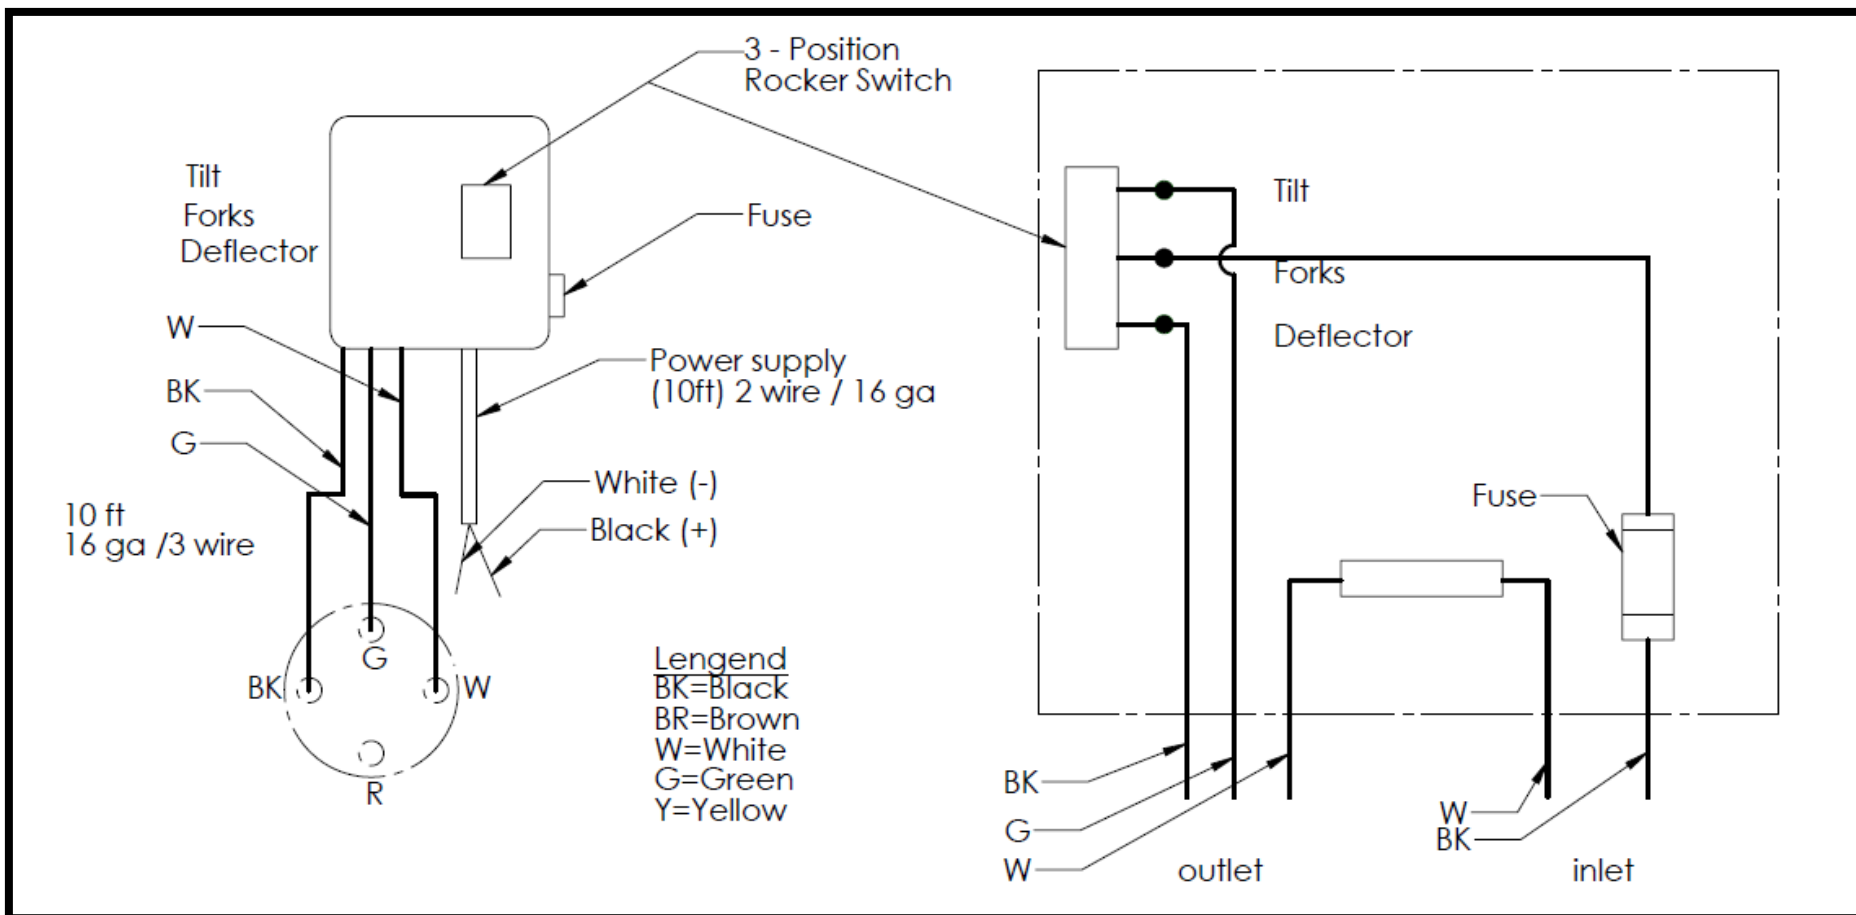 3 - Position
Rocker Switch
Tilt
Forks
Deflector
Fuse
W
BK
G
Power supply
(10ft) 2 wire / 16 ga
White (-)
Black (+)
10 ft
16 ga /3 wire
G
BK
W
R
Lengend
BK=Black
BR=Brown
W=White
G=Green
Y=Yellow
Tilt
Forks
Deflector
Fuse
BK
G
W
outlet
W
BK
inlet